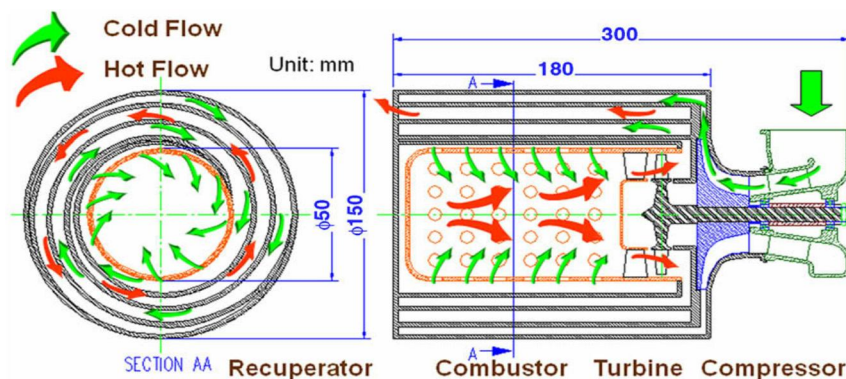 Cold Flow
Hot Flow
Unit: mm
300
180
A
ϕ50
ϕ150
A
SECTION AA
Recuperator
Combustor
Turbine
Compressor